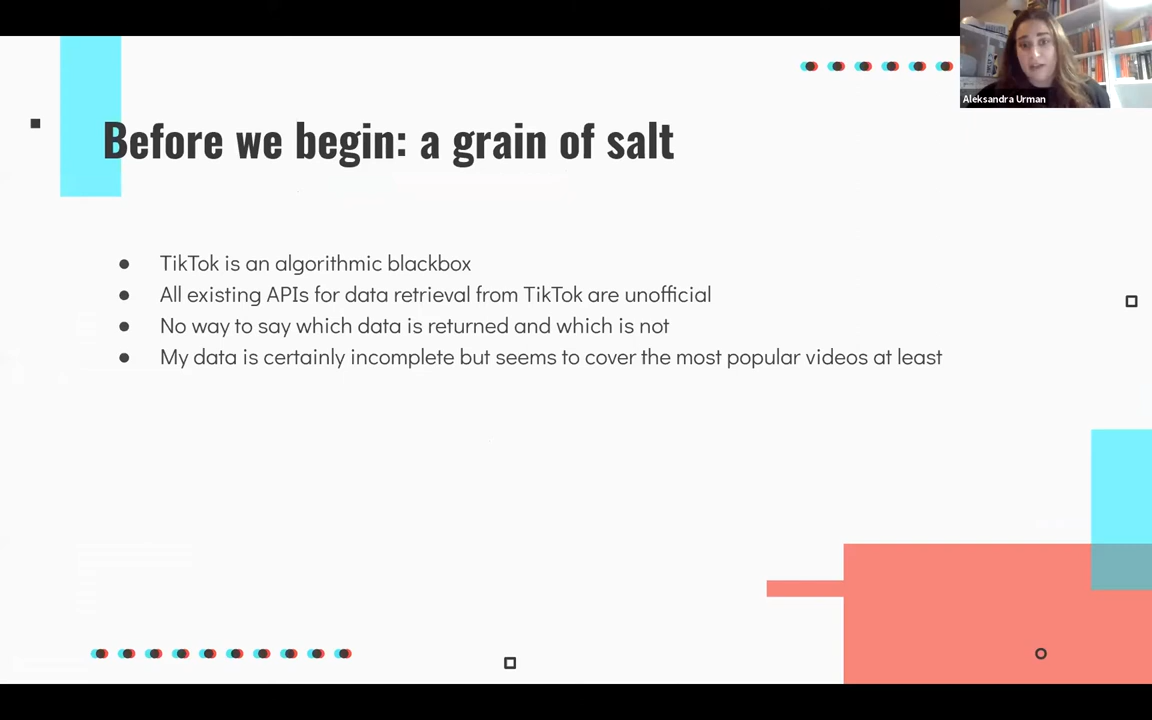 Aleksandra Urman
Before we begin: a grain of salt
● TikTok is an algorithmic blackbox
● All existing APIs for data retrieval from TikTok are unofficial
● No way to say which data is returned and which is not
● My data is certainly incomplete but seems to cover the most popular videos at least